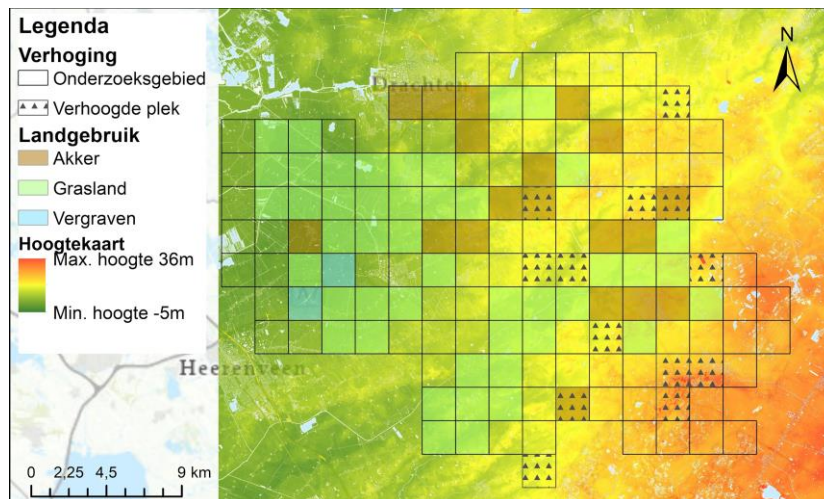 Legenda
Verhoging
Onderzoeksgebied
Verhoogde plek
Landgebruik
Akker
Grasland
Vergraven
Hoogtekaart
Max. hoogte 36m
Min. hoogte -5m
N
Drachten
Heerenveen
0 2,25 4,5 9 km